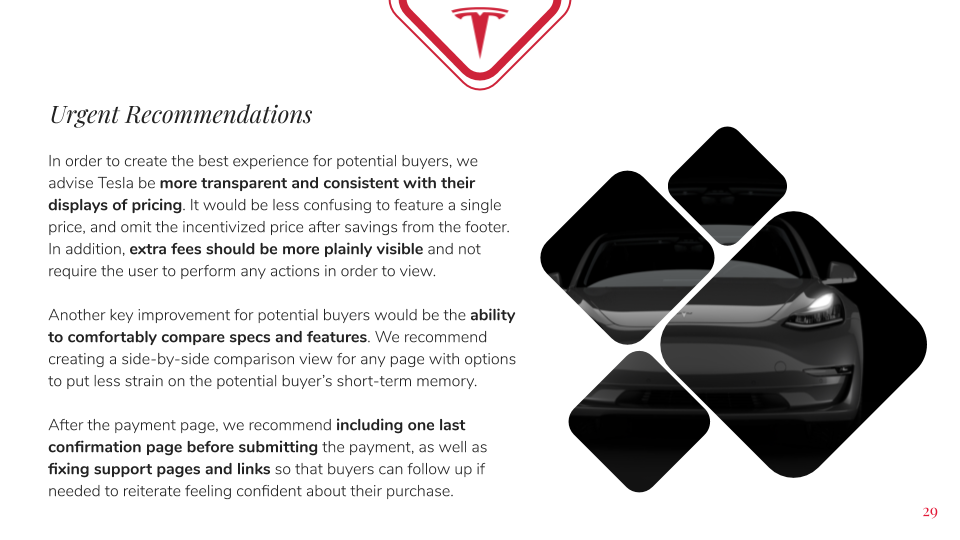 Urgent Recommendations
In order to create the best experience for potential buyers, we
advise Tesla be more transparent and consistent with their
displays of pricing. It would be less confusing to feature a single
price, and omit the incentivized price after savings from the footer.
In addition, extra fees should be more plainly visible and not
require the user to perform any actions in order to view.
Another key improvement for potential buyers would be the ability
to comfortably compare specs and features. We recommend
creating a side-by-side comparison view for any page with options
to put less strain on the potential buyer’s short-term memory.
After the payment page, we recommend including one last
confirmation page before submitting the payment, as well as
fixing support pages and links so that buyers can follow up if
needed to reiterate feeling confident about their purchase.
29